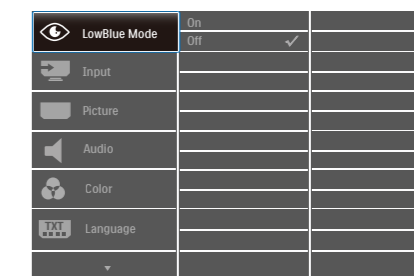 LowBlue Mode
On
Off
Input
Picture
Audio
Color
TXT
Language